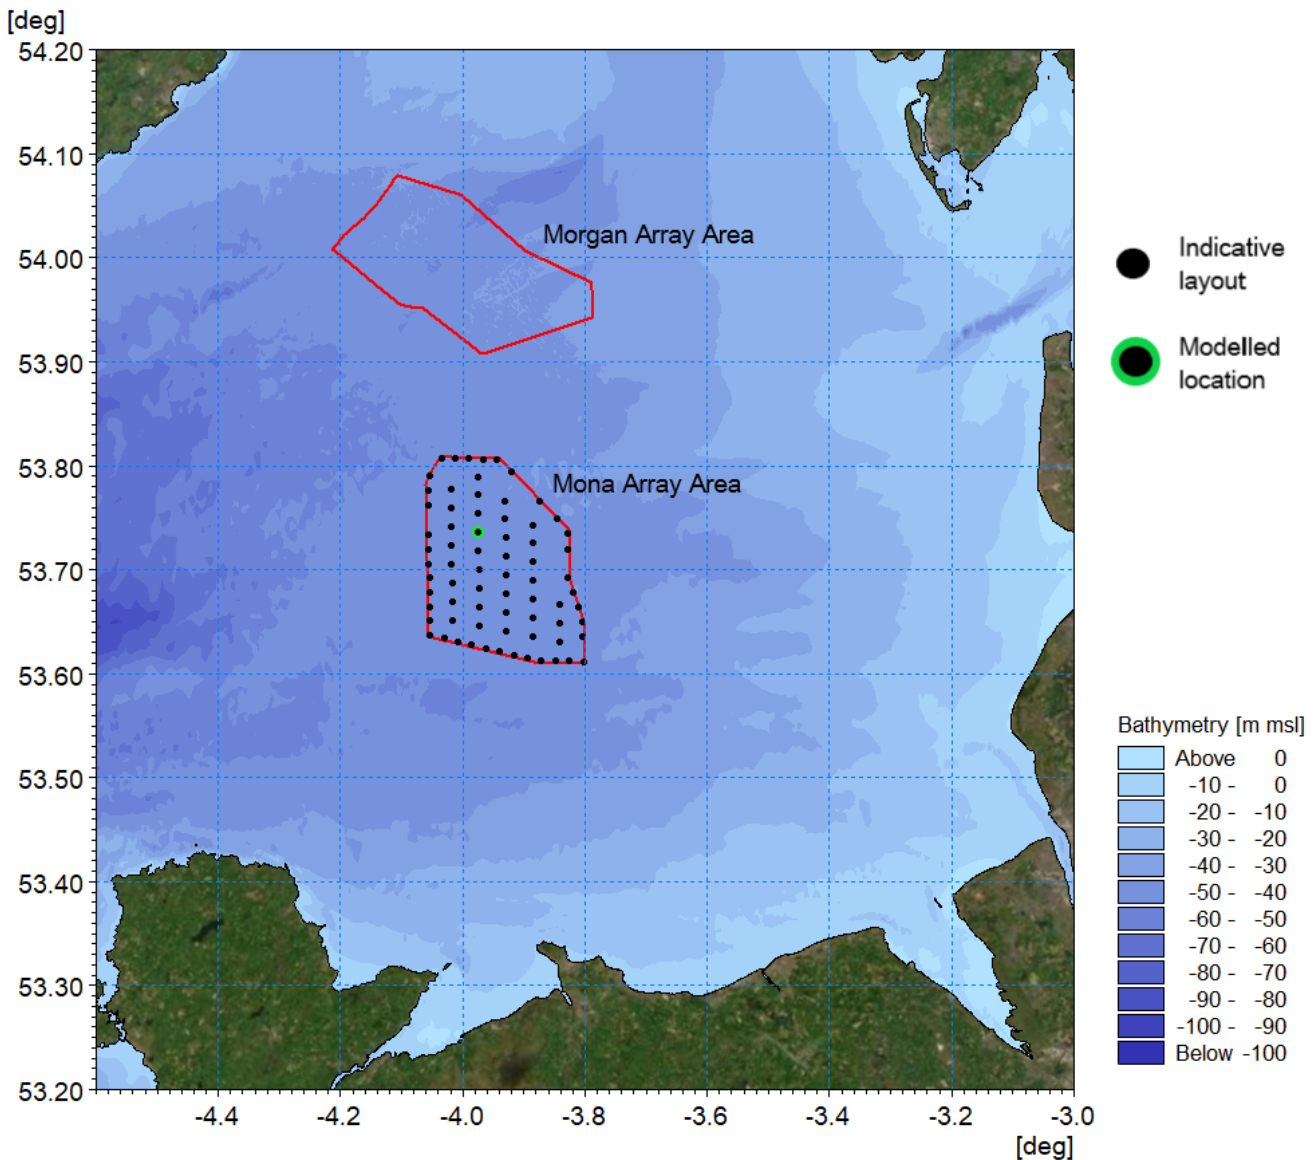 [deg]
54.20
54.10
54.00
53.90
53.80
53.70
53.60
53.50
53.40
53.30
53.20
-4.4 -4.2 -4.0 -3.8 -3.6 -3.4 -3.2 -3.0
[deg]
Morgan Array Area
Mona Array Area
Indicative
layout
Modelled
location
Bathymetry [m msl]
Above 0
-10 - 0
-20 - -10
-30 - -20
-40 - -30
-50 - -40
-60 - -50
-70 - -60
-80 - -70
-90 - -80
-100 - -90
Below -100